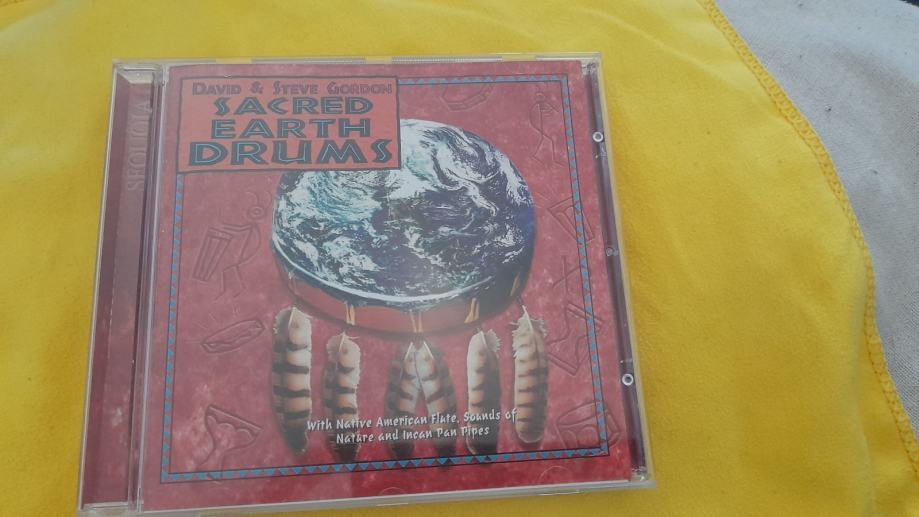 DAVID & STEVE GORDON
SACRED
EARTH
DRUMS
With Native American Flute, Sounds of
Nature and Incan Pan Pipes
SEQUOIA